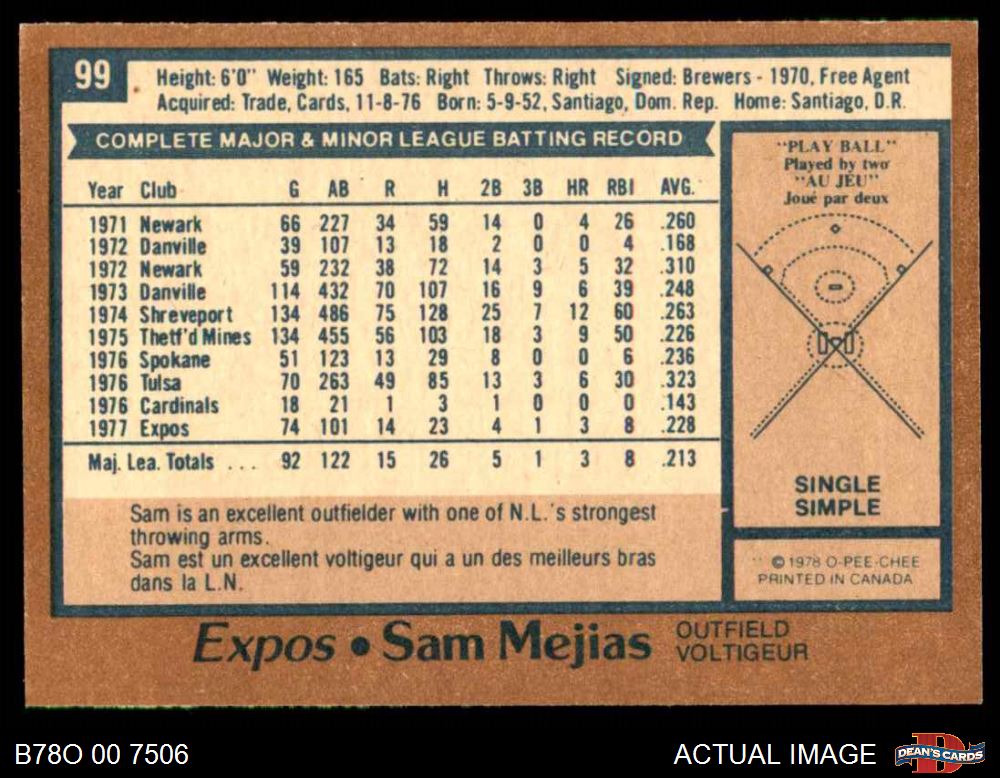 99
Height: 6'0" Weight: 165 Bats: Right Throws: Right Signed: Brewers - 1970, Free Agent
Acquired: Trade, Cards, 11-8-76 Born: 5-9-52, Santiago, Dom. Rep. Home: Santiago, D.R.
COMPLETE MAJOR & MINOR LEAGUE BATTING RECORD
Year Club G AB R H 2B 3B HR RBI AVG.
1971 Newark 66 227 34 59 14 0 4 26 .260
1972 Danville 39 107 13 18 2 0 0 4 .168
1972 Newark 59 232 38 72 14 3 5 32 .310
1973 Danville 114 432 70 107 16 9 6 39 .248
1974 Shreveport 134 486 75 128 25 7 12 60 .263
1975 Thetf'd Mines 134 455 56 103 18 3 9 50 .226
1976 Spokane 51 123 13 29 8 0 0 6 .236
1976 Tulsa 70 263 49 85 13 3 6 30 .323
1976 Cardinals 18 21 1 3 1 0 0 0 .143
1977 Expos 74 101 14 23 4 1 3 8 .228
Maj. Lea. Totals ... 92 122 15 26 5 1 3 8 .213
Sam is an excellent outfielder with one of N.L.'s strongest
throwing arms.
Sam est un excellent voltigeur qui a un des meilleurs bras
dans la L.N.
"PLAY BALL"
Played by two
"AU JEU"
Joué par deux
SINGLE
SIMPLE
© 1978 O-PEE-CHEE
PRINTED IN CANADA
Expos • Sam Mejias OUTFIELD
VOLTIGEUR
B78O 00 7506
ACTUAL IMAGE
DEAN'S CARDS